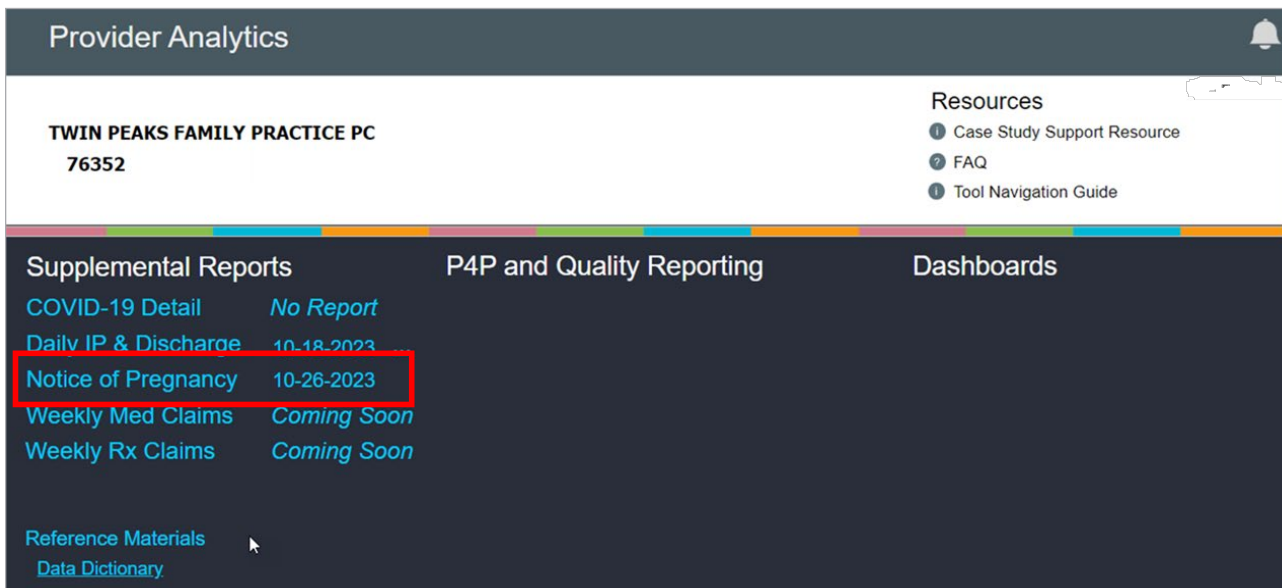 Provider Analytics
TWIN PEAKS FAMILY PRACTICE PC
76352
Resources
Case Study Support Resource
FAQ
Tool Navigation Guide
Supplemental Reports
COVID-19 Detail No Report
Daily IP & Discharge 10-18-2023
Notice of Pregnancy 10-26-2023
Weekly Med Claims Coming Soon
Weekly Rx Claims Coming Soon
Reference Materials
Data Dictionary
P4P and Quality Reporting
Dashboards